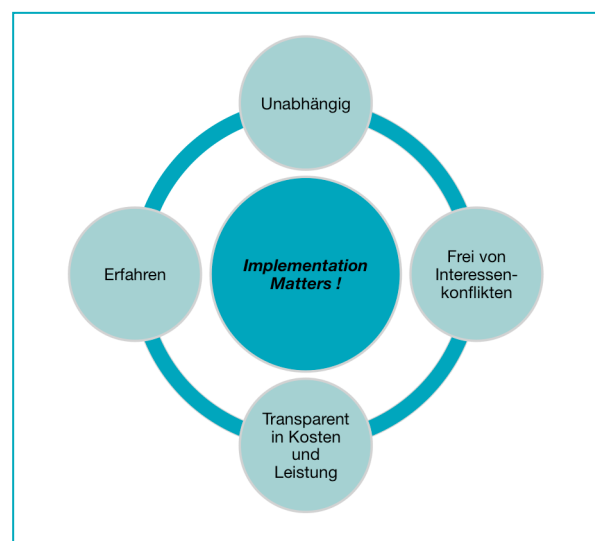 Unabhängig
Erfahren
Implementation
Matters !
Frei von
Interessen-
konflikten
Transparent
in Kosten
und
Leistung